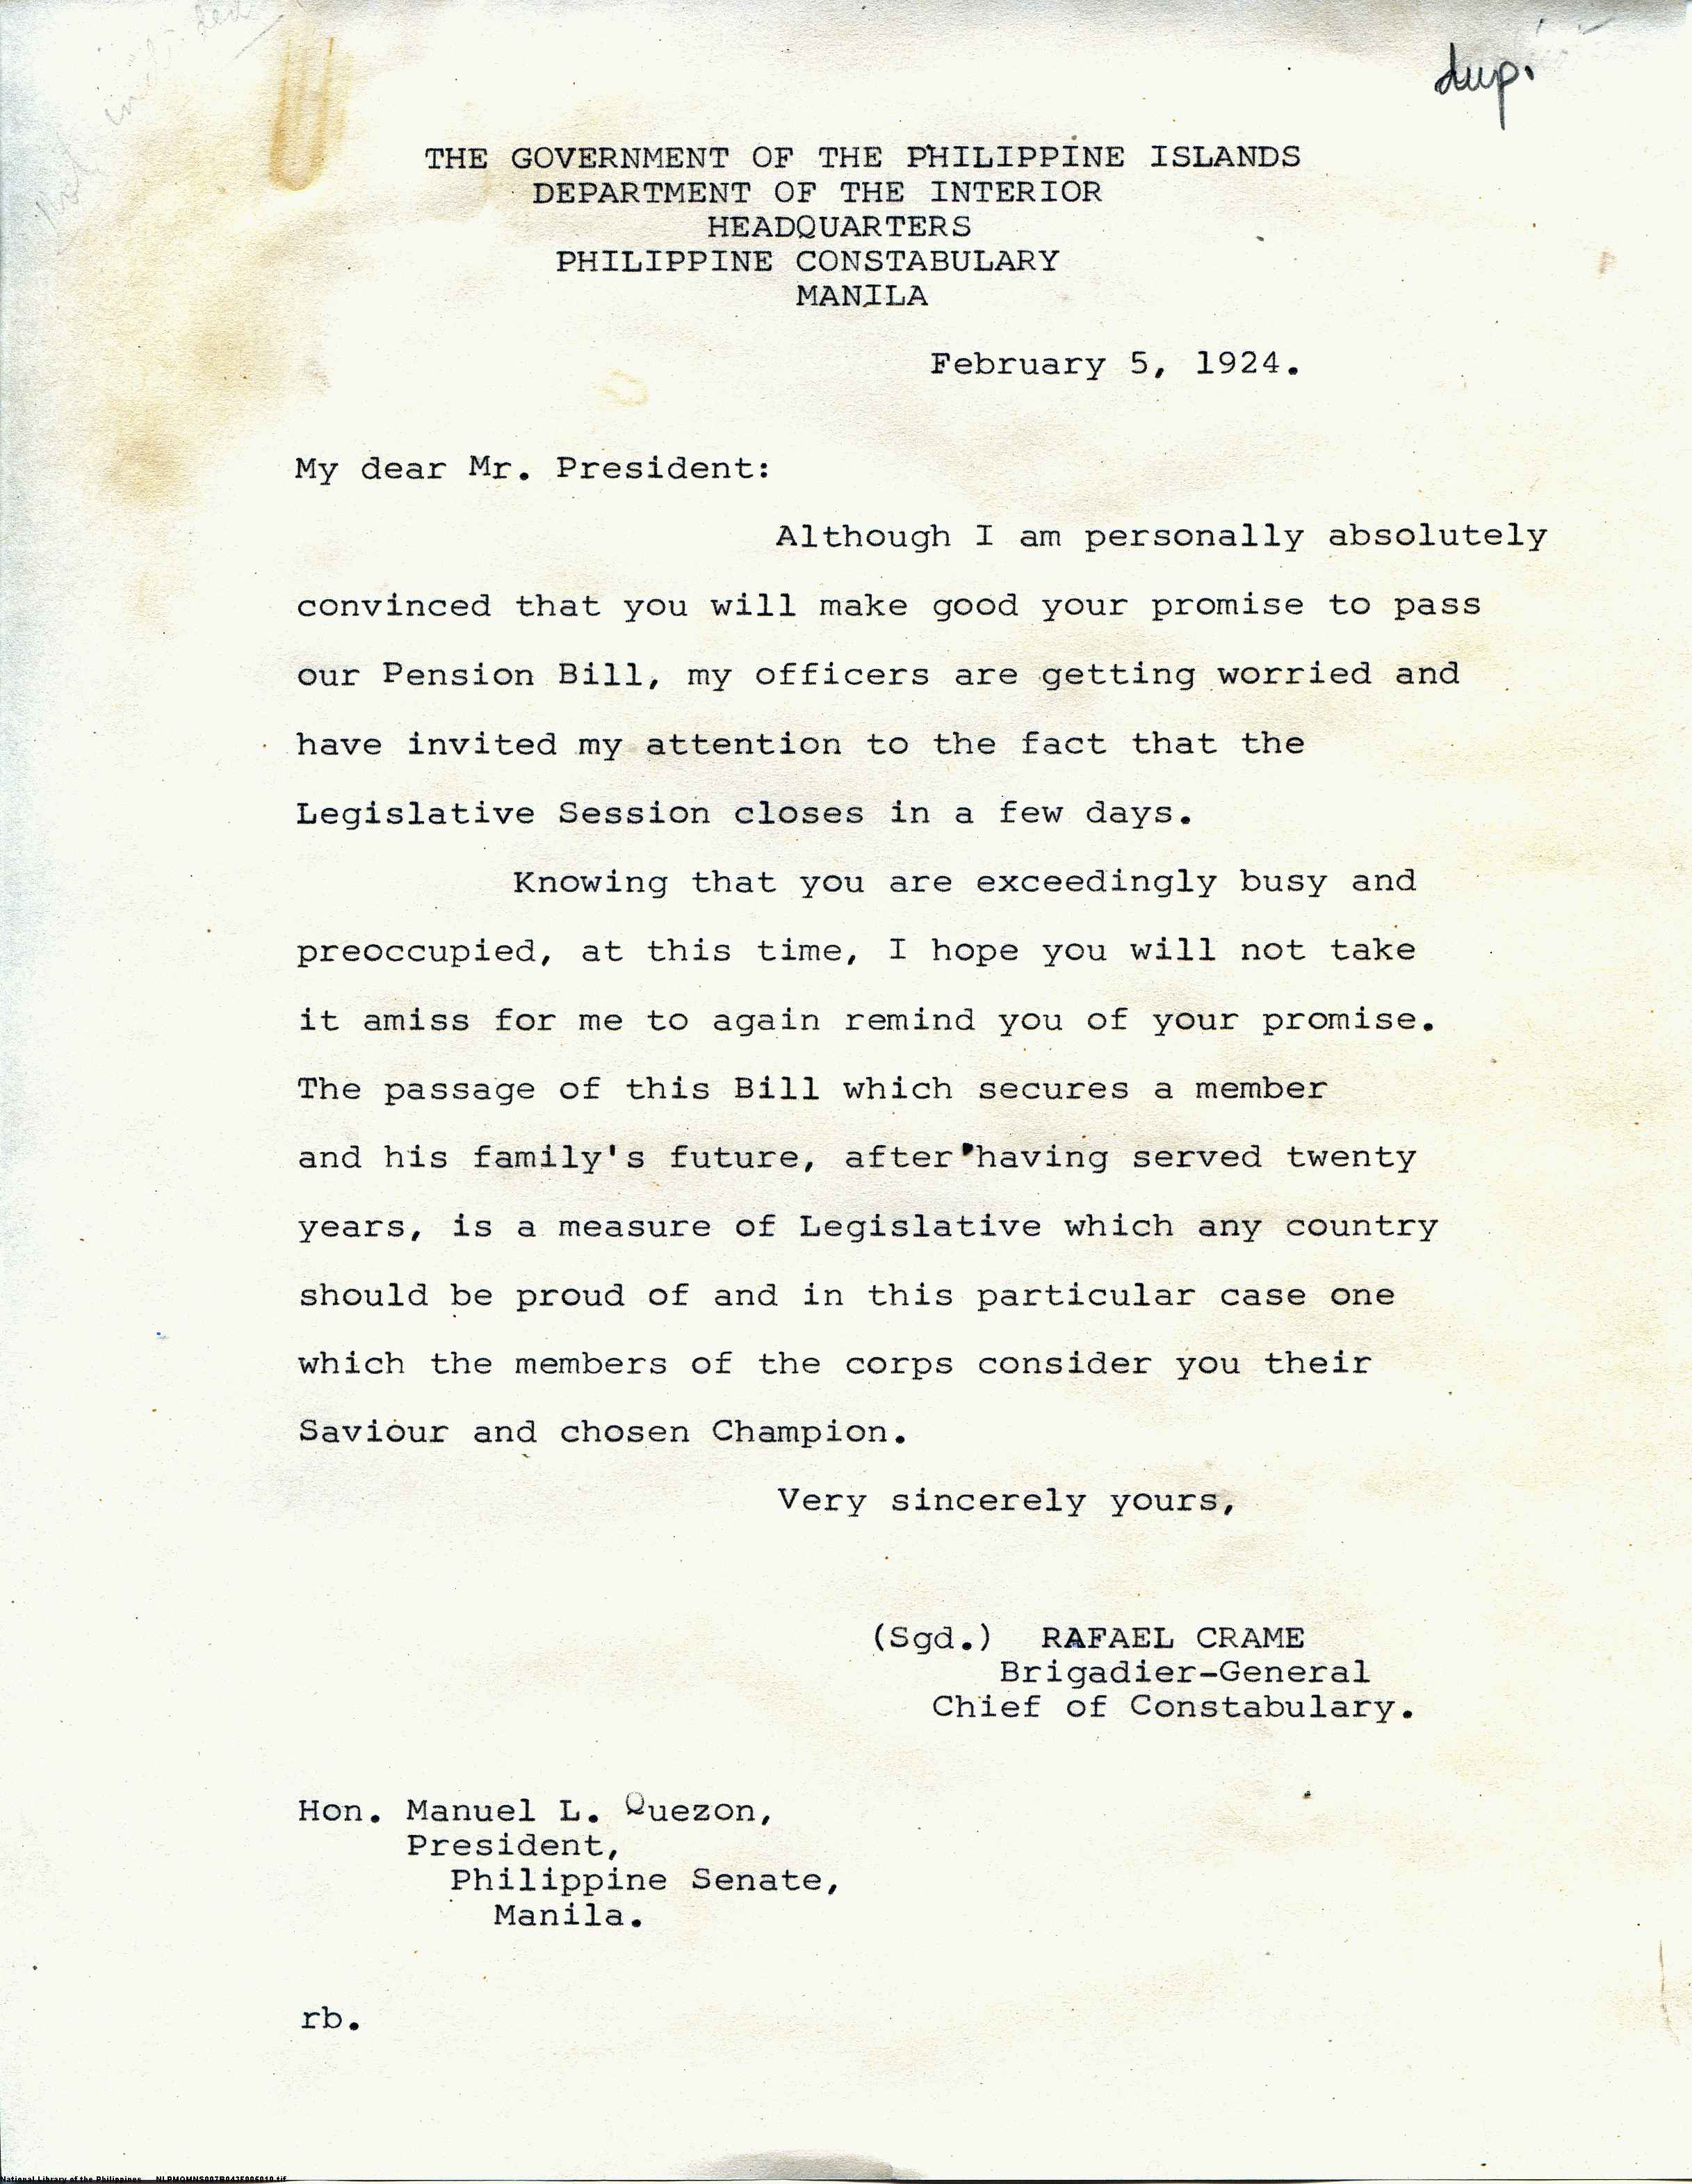 dup.
THE GOVERNMENT OF THE PHILIPPINE ISLANDS
DEPARTMENT OF THE INTERIOR
HEADQUARTERS
PHILIPPINE CONSTABULARY
MANILA
February 5, 1924.
My dear Mr. President:
Although I am personally absolutely
convinced that you will make good your promise to pass
our Pension Bill, my officers are getting worried and
have invited my attention to the fact that the
Legislative Session closes in a few days.
Knowing that you are exceedingly busy and
preoccupied, at this time, I hope you will not take
it amiss for me to again remind you of your promise.
The passage of this Bill which secures a member
and his family's future, after having served twenty
years, is a measure of Legislative which any country
should be proud of and in this particular case one
which the members of the corps consider you their
Saviour and chosen Champion.
Very sincerely yours,
(Sgd.) RAFAEL CRAME
Brigadier-General
Chief of Constabulary.
Hon. Manuel L. Quezon,
President,
Philippine Senate,
Manila.
rb.
National Library of the Philippines